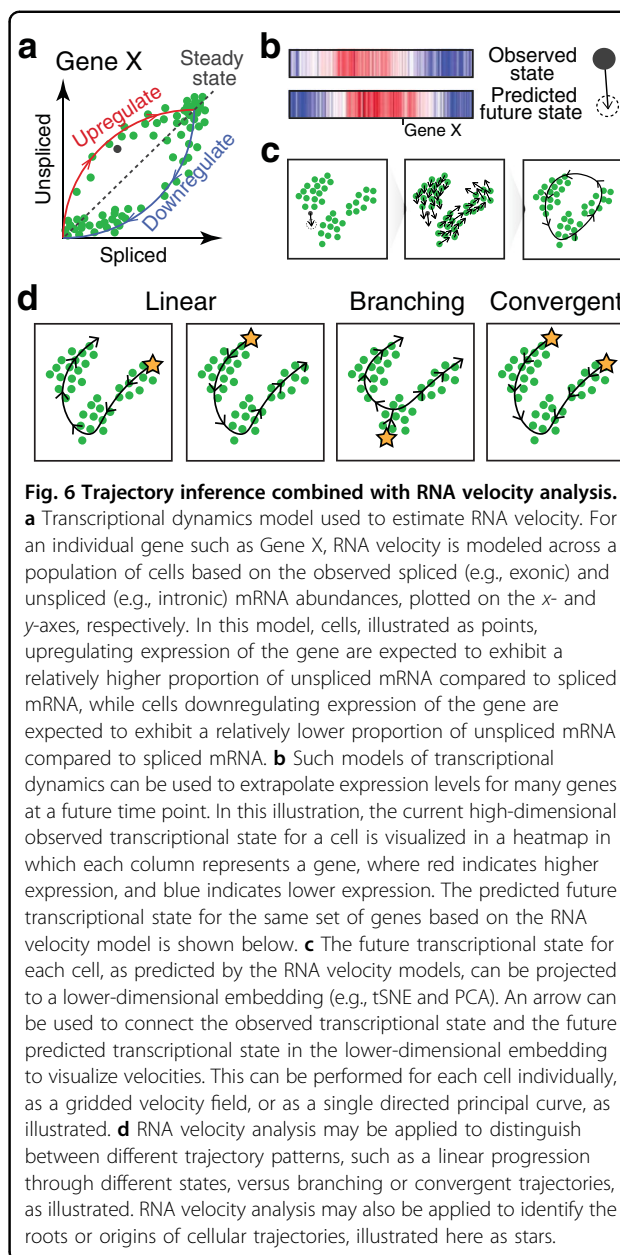 a
Gene X
Steady
state
Upregulate
Downregulate
Unspliced
Spliced
b
Observed
state
Predicted
future state
Gene X
c
d
Linear
Branching
Convergent
Fig. 6 Trajectory inference combined with RNA velocity analysis.
a Transcriptional dynamics model used to estimate RNA velocity. For
an individual gene such as Gene X, RNA velocity is modeled across a
population of cells based on the observed spliced (e.g., exonic) and
unspliced (e.g., intronic) mRNA abundances, plotted on the x- and
y-axes, respectively. In this model, cells, illustrated as points,
upregulating expression of the gene are expected to exhibit a
relatively higher proportion of unspliced mRNA compared to spliced
mRNA, while cells downregulating expression of the gene are
expected to exhibit a relatively lower proportion of unspliced mRNA
compared to spliced mRNA. b Such models of transcriptional
dynamics can be used to extrapolate expression levels for many genes
at a future time point. In this illustration, the current high-dimensional
observed transcriptional state for a cell is visualized in a heatmap in
which each column represents a gene, where red indicates higher
expression, and blue indicates lower expression. The predicted future
transcriptional state for the same set of genes based on the RNA
velocity model is shown below. c The future transcriptional state for
each cell, as predicted by the RNA velocity models, can be projected
to a lower-dimensional embedding (e.g., tSNE and PCA). An arrow can
be used to connect the observed transcriptional state and the future
predicted transcriptional state in the lower-dimensional embedding
to visualize velocities. This can be performed for each cell individually,
as a gridded velocity field, or as a single directed principal curve, as
illustrated. d RNA velocity analysis may be applied to distinguish
between different trajectory patterns, such as a linear progression
through different states, versus branching or convergent trajectories,
as illustrated. RNA velocity analysis may also be applied to identify the
roots or origins of cellular trajectories, illustrated here as stars.